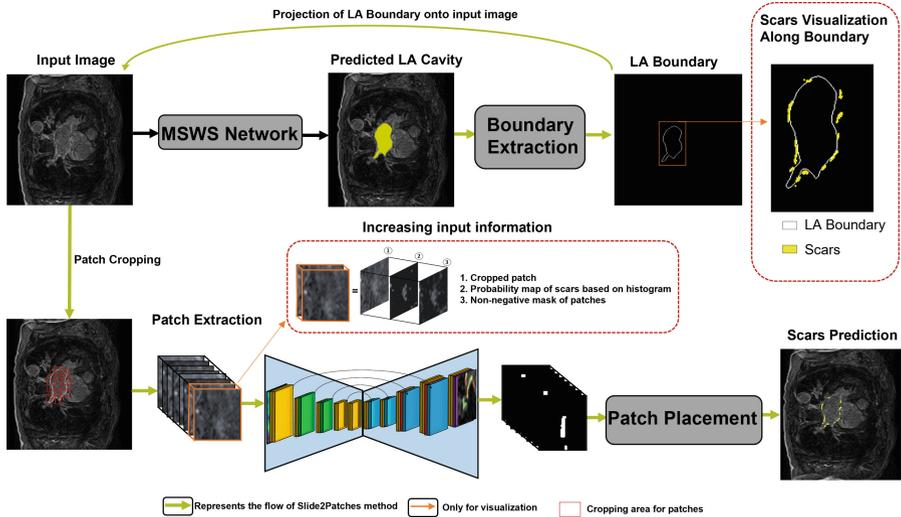 Projection of LA Boundary onto input image
Scars Visualization
Along Boundary
Input Image
Predicted LA Cavity
LA Boundary
MSWS Network
Boundary
Extraction
LA Boundary
Scars
Increasing input information
Patch Cropping
1
2
3
=
1. Cropped patch
2. Probability map of scars based on histogram
3. Non-negative mask of patches
Patch Extraction
Scars Prediction
Patch Placement
Represents the flow of Slide2Patches method
Only for visualization
Cropping area for patches